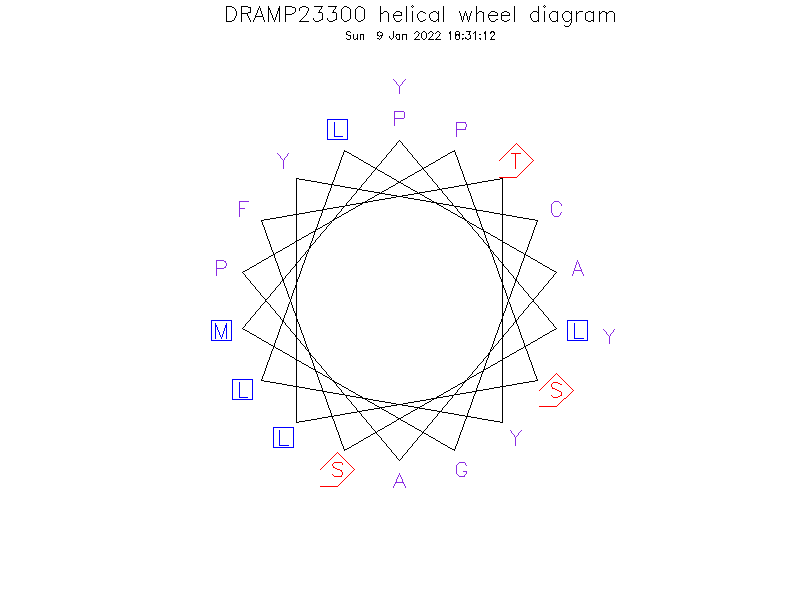 DRAMP23300 helical wheel diagram
Sun 9 Jan 2022 18:31:12
Y
L P P
Y T
F C
P A
M L Y
L S
L Y
S A G